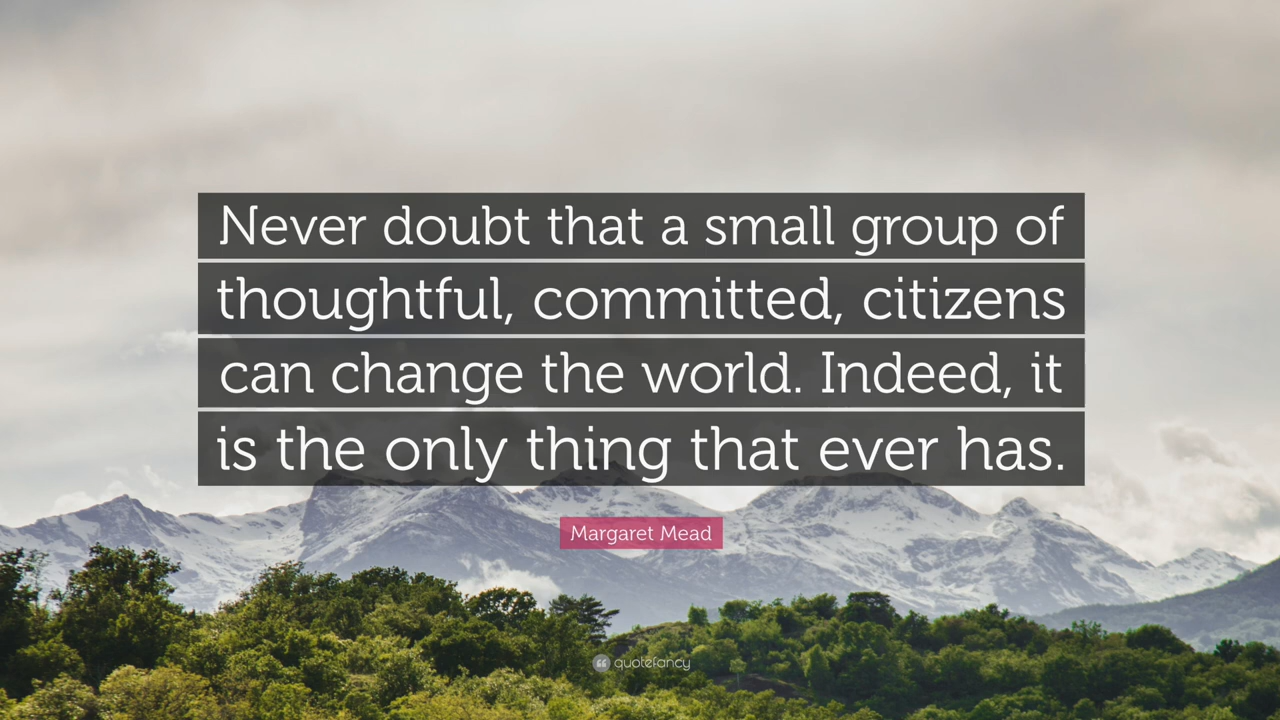 Never doubt that a small group of
thoughtful, committed, citizens
can change the world. Indeed, it
is the only thing that ever has.
Margaret Mead
quotefancy